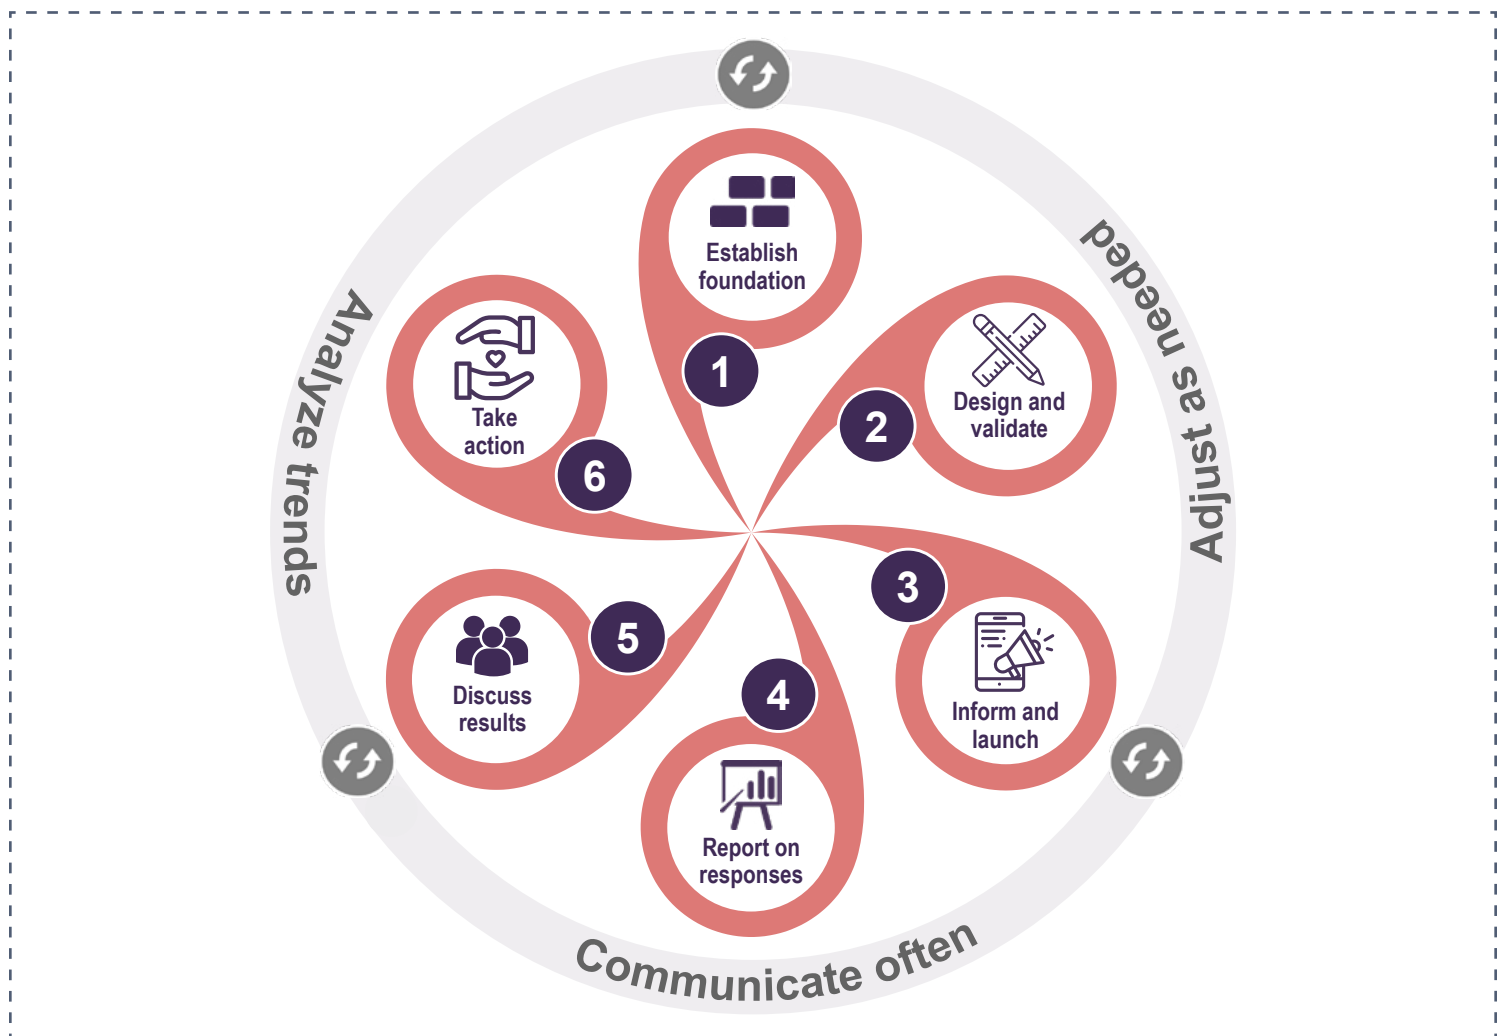 Establish
foundation
1
Design and
validate
2
3
Inform and
launch
4
Report on
responses
5
Discuss
results
Take
action
6
Analyze trends
Adjust as needed
Communicate often